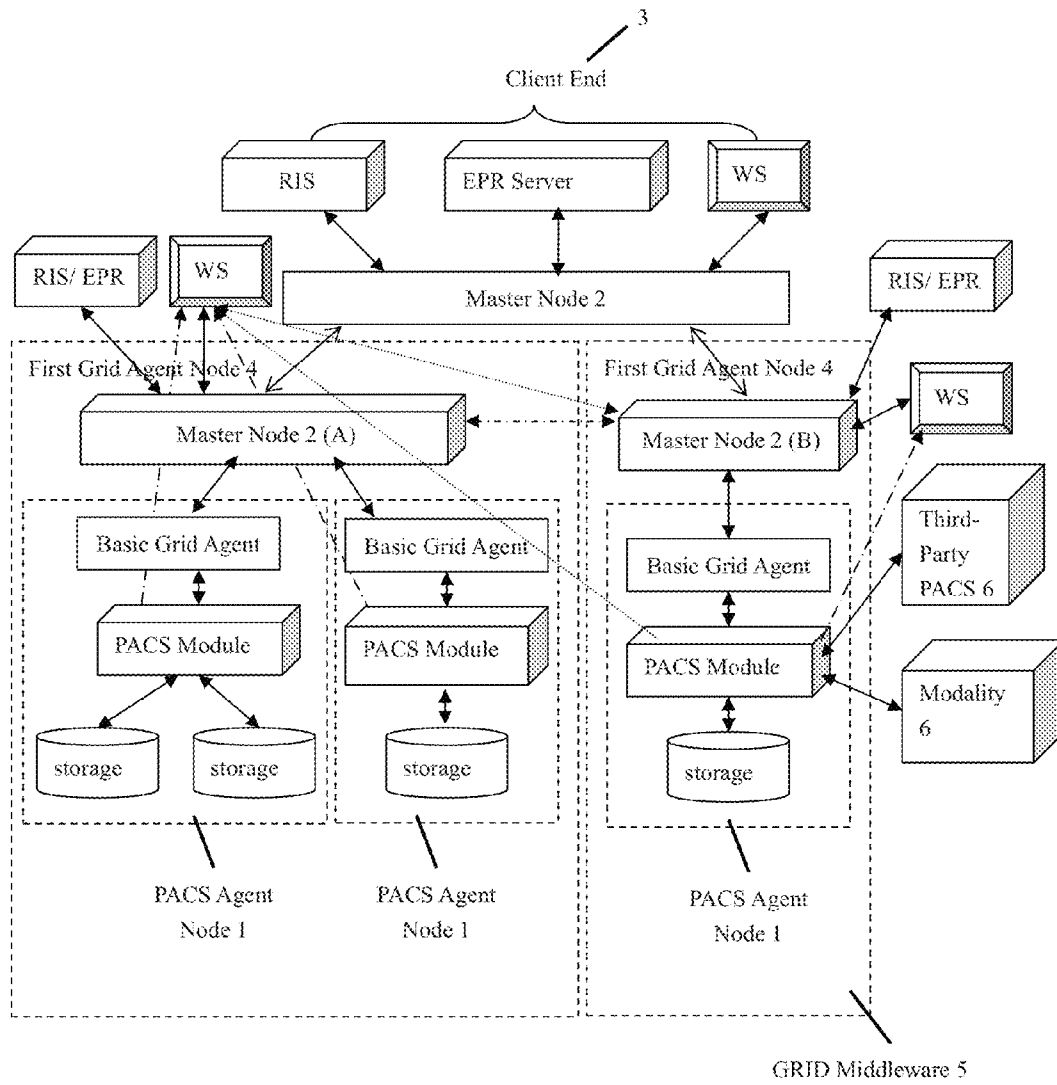 3
Client End
RIS
EPR Server
WS
RIS/ EPR
WS
Master Node 2
RIS/ EPR
First Grid Agent Node 4
First Grid Agent Node 4
WS
Master Node 2 (A)
Master Node 2 (B)
Third-
Party
PACS 6
Basic Grid Agent
Basic Grid Agent
Basic Grid Agent
PACS Module
PACS Module
PACS Module
Modality
6
storage
storage
storage
storage
PACS Agent
Node 1
PACS Agent
Node 1
PACS Agent
Node 1
GRID Middleware 5